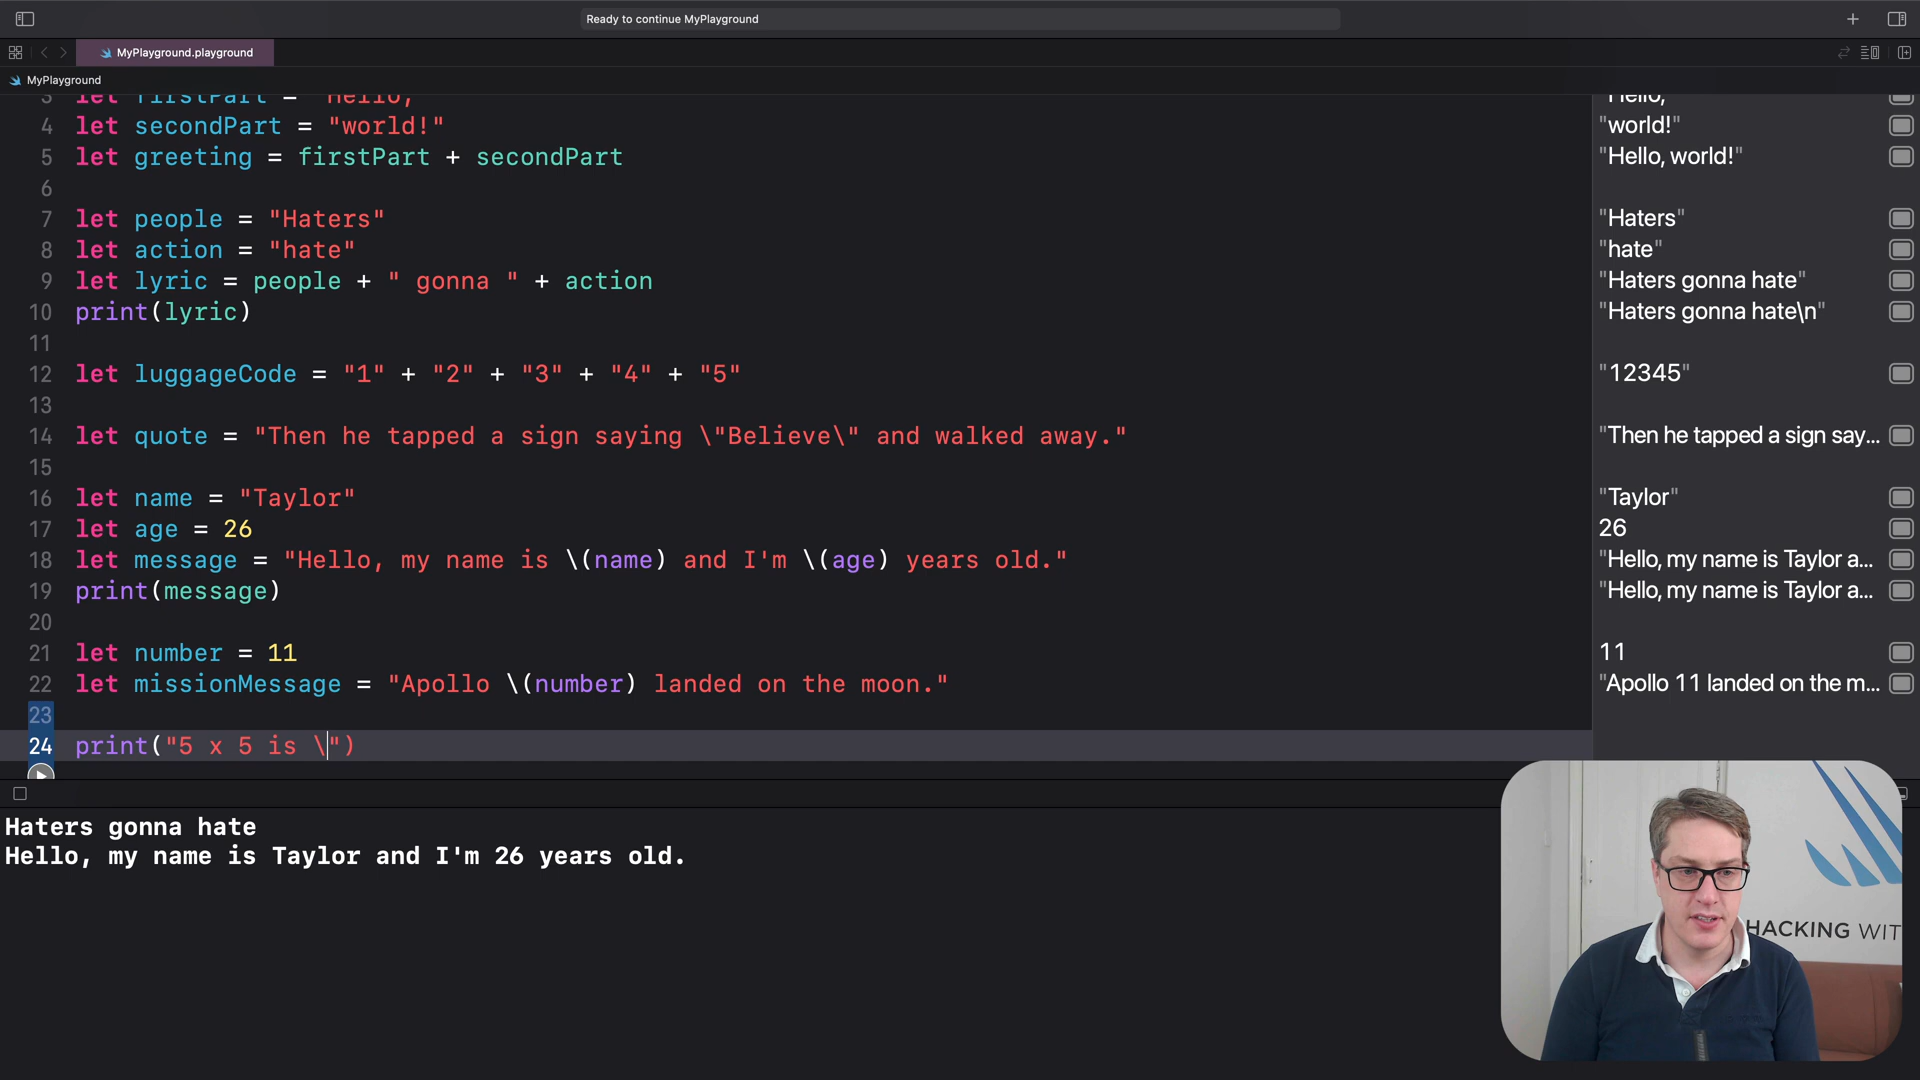 Ready to continue MyPlayground
MyPlayground.playground
MyPlayground
3 let firstPart = "Hello, "Hello,
4 let secondPart = "world!" "world!"
5 let greeting = firstPart + secondPart "Hello, world!"
6
7 let people = "Haters" "Haters"
8 let action = "hate" "hate"
9 let lyric = people + " gonna " + action "Haters gonna hate"
10 print(lyric) "Haters gonna hate\n"
11
12 let luggageCode = "1" + "2" + "3" + "4" + "5" "12345"
13
14 let quote = "Then he tapped a sign saying \"Believe\" and walked away." "Then he tapped a sign say...
15
16 let name = "Taylor" "Taylor"
17 let age = 26 26
18 let message = "Hello, my name is \(name) and I'm \(age) years old." "Hello, my name is Taylor a...
19 print(message) "Hello, my name is Taylor a...
20
21 let number = 11 11
22 let missionMessage = "Apollo \(number) landed on the moon." "Apollo 11 landed on the m...
23
24 print("5 x 5 is \")
Haters gonna hate
Hello, my name is Taylor and I'm 26 years old.
HACKING WIT